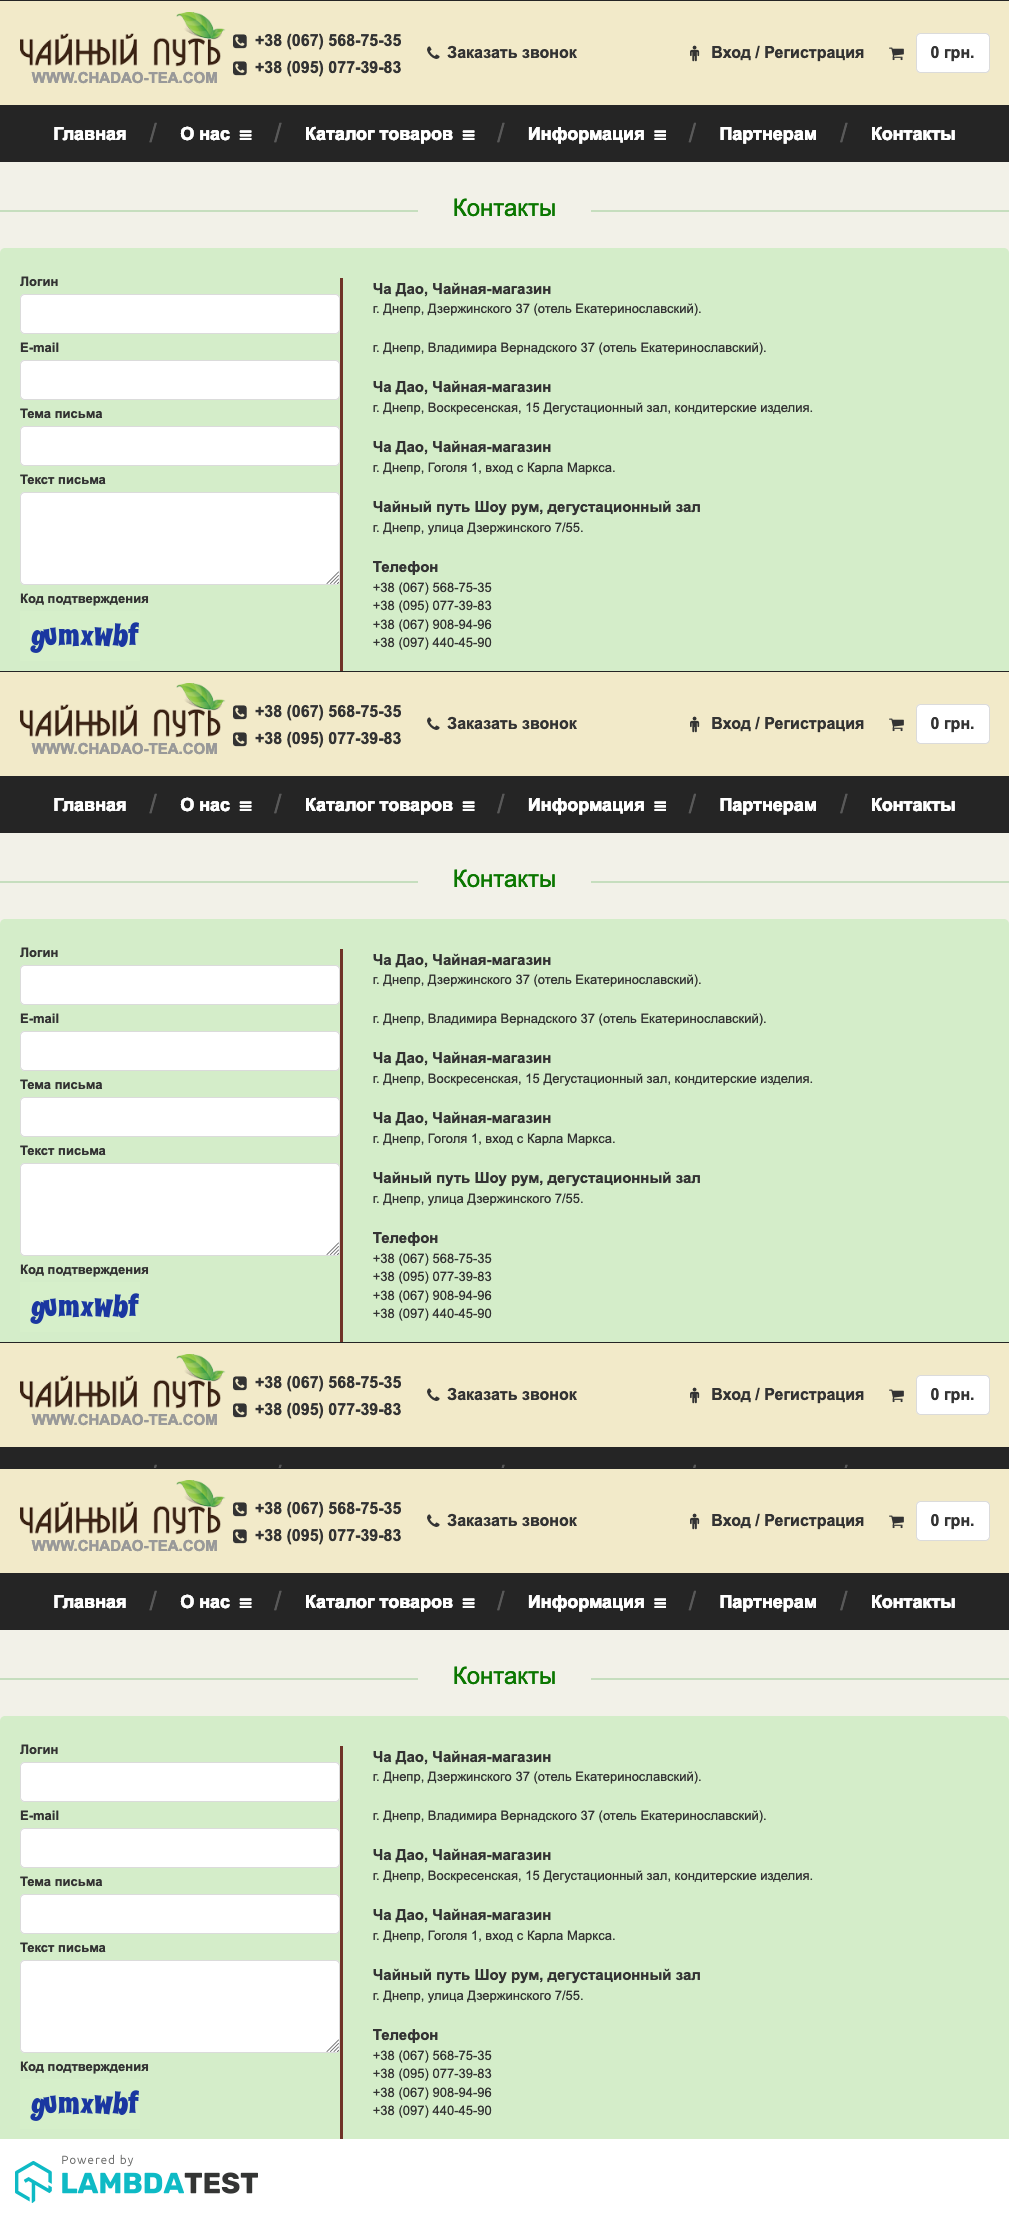 ЧАЙНЫЙ ПУТЬ
WWW.CHADAO-TEA.COM
+38 (067) 568-75-35
+38 (095) 077-39-83
Заказать звонок
Вход / Регистрация
0 грн.
Главная / О нас / Каталог товаров / Информация / Партнерам / Контакты
Контакты
Логин
E-mail
Тема письма
Текст письма
Код подтверждения
gumxwbf
Ча Дао, Чайная-магазин
г. Днепр, Дзержинского 37 (отель Екатеринославский).
г. Днепр, Владимира Вернадского 37 (отель Екатеринославский).
Ча Дао, Чайная-магазин
г. Днепр, Воскресенская, 15 Дегустационный зал, кондитерские изделия.
Ча Дао, Чайная-магазин
г. Днепр, Гоголя 1, вход с Карла Маркса.
Чайный путь Шоу рум, дегустационный зал
г. Днепр, улица Дзержинского 7/55.
Телефон
+38 (067) 568-75-35
+38 (095) 077-39-83
+38 (067) 908-94-96
+38 (097) 440-45-90
ЧАЙНЫЙ ПУТЬ
WWW.CHADAO-TEA.COM
+38 (067) 568-75-35
+38 (095) 077-39-83
Заказать звонок
Вход / Регистрация
0 грн.
Главная / О нас / Каталог товаров / Информация / Партнерам / Контакты
Контакты
Логин
E-mail
Тема письма
Текст письма
Код подтверждения
gumxwbf
Ча Дао, Чайная-магазин
г. Днепр, Дзержинского 37 (отель Екатеринославский).
г. Днепр, Владимира Вернадского 37 (отель Екатеринославский).
Ча Дао, Чайная-магазин
г. Днепр, Воскресенская, 15 Дегустационный зал, кондитерские изделия.
Ча Дао, Чайная-магазин
г. Днепр, Гоголя 1, вход с Карла Маркса.
Чайный путь Шоу рум, дегустационный зал
г. Днепр, улица Дзержинского 7/55.
Телефон
+38 (067) 568-75-35
+38 (095) 077-39-83
+38 (067) 908-94-96
+38 (097) 440-45-90
ЧАЙНЫЙ ПУТЬ
WWW.CHADAO-TEA.COM
+38 (067) 568-75-35
+38 (095) 077-39-83
Заказать звонок
Вход / Регистрация
0 грн.
ЧАЙНЫЙ ПУТЬ
WWW.CHADAO-TEA.COM
+38 (067) 568-75-35
+38 (095) 077-39-83
Заказать звонок
Вход / Регистрация
0 грн.
Главная / О нас / Каталог товаров / Информация / Партнерам / Контакты
Контакты
Логин
E-mail
Тема письма
Текст письма
Код подтверждения
gumxwbf
Ча Дао, Чайная-магазин
г. Днепр, Дзержинского 37 (отель Екатеринославский).
г. Днепр, Владимира Вернадского 37 (отель Екатеринославский).
Ча Дао, Чайная-магазин
г. Днепр, Воскресенская, 15 Дегустационный зал, кондитерские изделия.
Ча Дао, Чайная-магазин
г. Днепр, Гоголя 1, вход с Карла Маркса.
Чайный путь Шоу рум, дегустационный зал
г. Днепр, улица Дзержинского 7/55.
Телефон
+38 (067) 568-75-35
+38 (095) 077-39-83
+38 (067) 908-94-96
+38 (097) 440-45-90
Powered by
LAMBDATEST